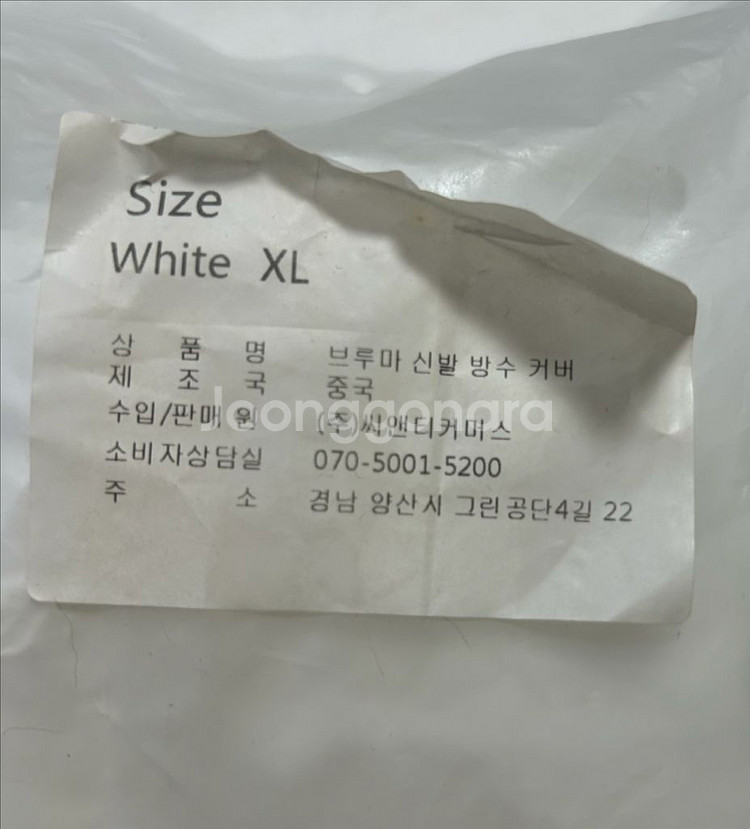 Size
White XL
상 품 명 브루마 신발 방수 커버
제 조 국 중국
수입/판매 원 (주)씨앤티커머스
소비자상담실 070-5001-5200
주 소 경남 양산시 그린공단4길 22
Joonggonara